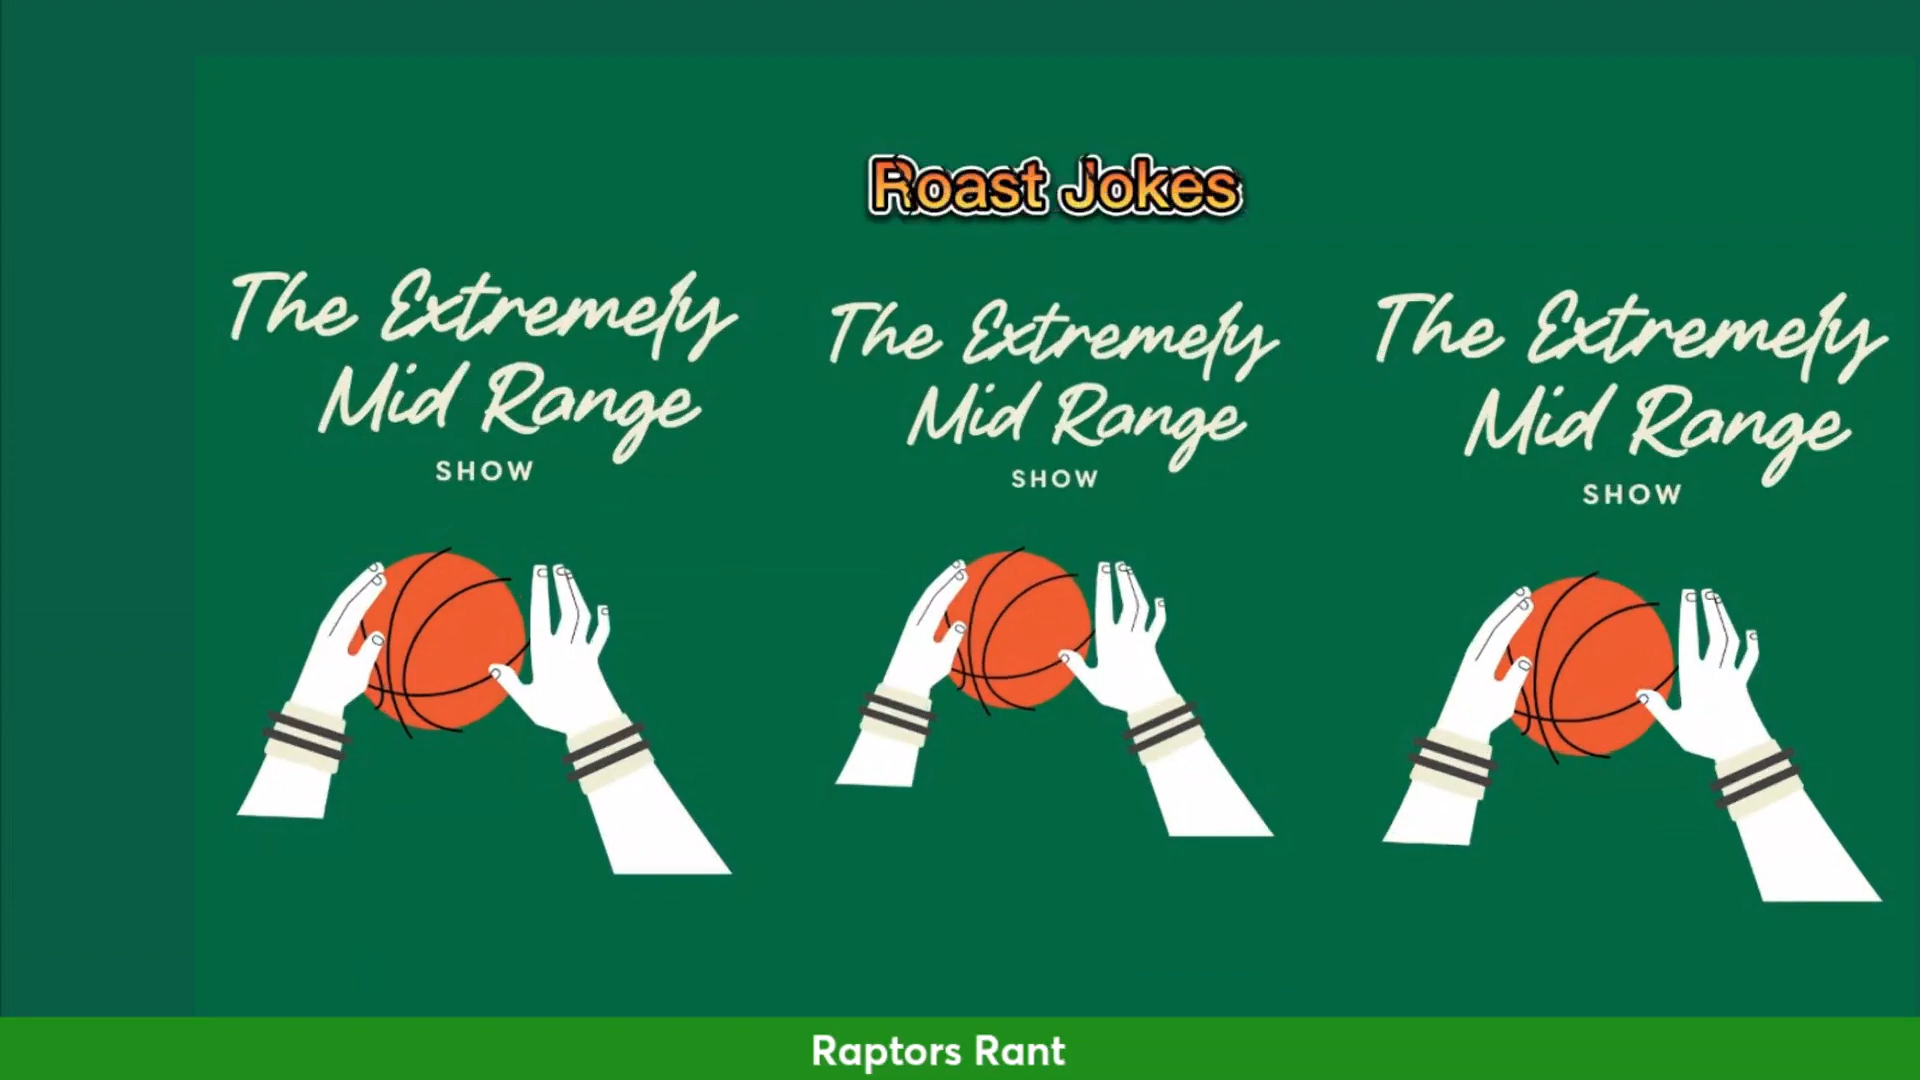 Roast Jokes
The Extremely
Mid Range
SHOW
The Extremely
Mid Range
SHOW
The Extremely
Mid Range
SHOW
Raptors Rant